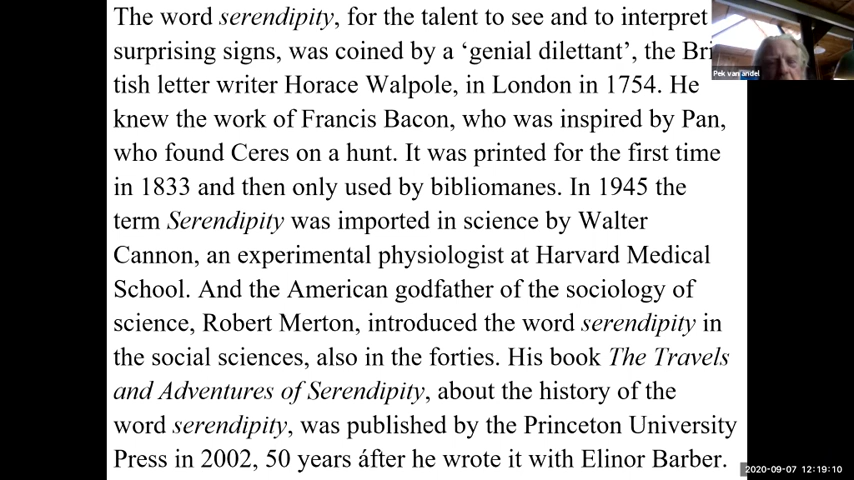 The word serendipity, for the talent to see and to interpret
surprising signs, was coined by a ‘genial dilettant’, the Bri
tish letter writer Horace Walpole, in London in 1754. He
knew the work of Francis Bacon, who was inspired by Pan,
who found Ceres on a hunt. It was printed for the first time
in 1833 and then only used by bibliomanes. In 1945 the
term Serendipity was imported in science by Walter
Cannon, an experimental physiologist at Harvard Medical
School. And the American godfather of the sociology of
science, Robert Merton, introduced the word serendipity in
the social sciences, also in the forties. His book The Travels
and Adventures of Serendipity, about the history of the
word serendipity, was published by the Princeton University
Press in 2002, 50 years áfter he wrote it with Elinor Barber.
Pek van andel
2020-09-07 12:19:10